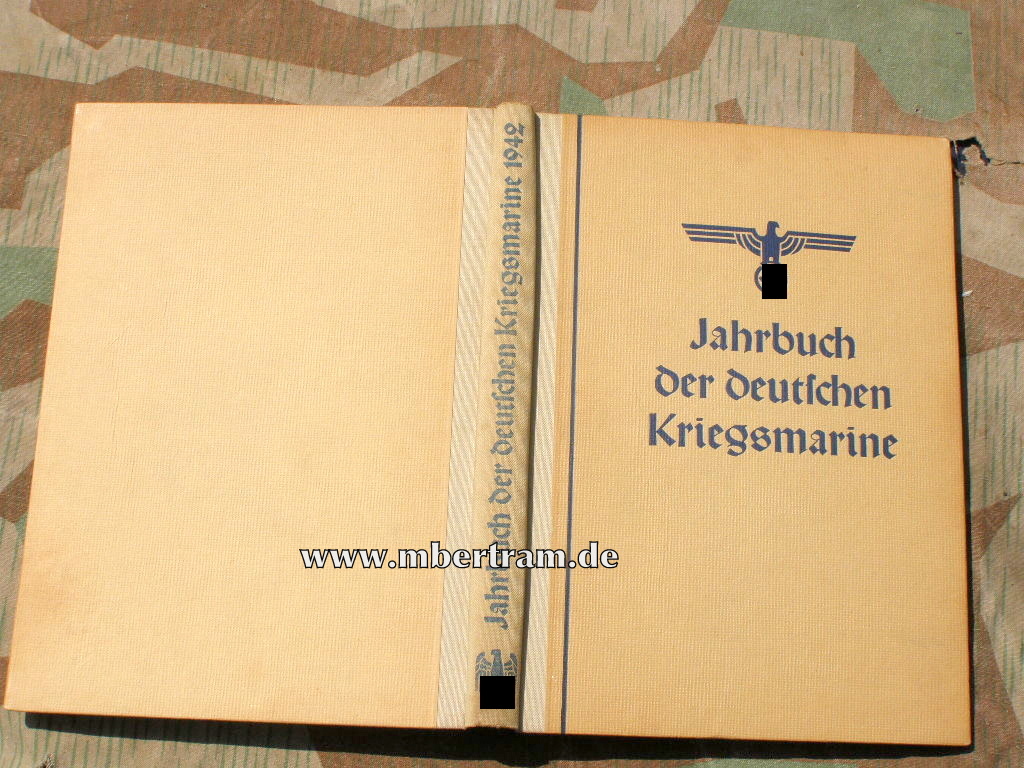 Jahrbuch der deutſchen Kriegsmarine 1942
Jahrbuch
der deutſchen
Kriegsmarine
www.mbertram.de